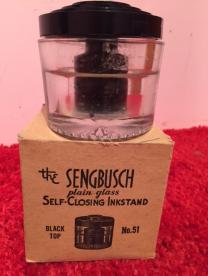 the SENGBUSCH
plain glass
SELF-CLOSING INKSTAND
BLACK
TOP
No. 51